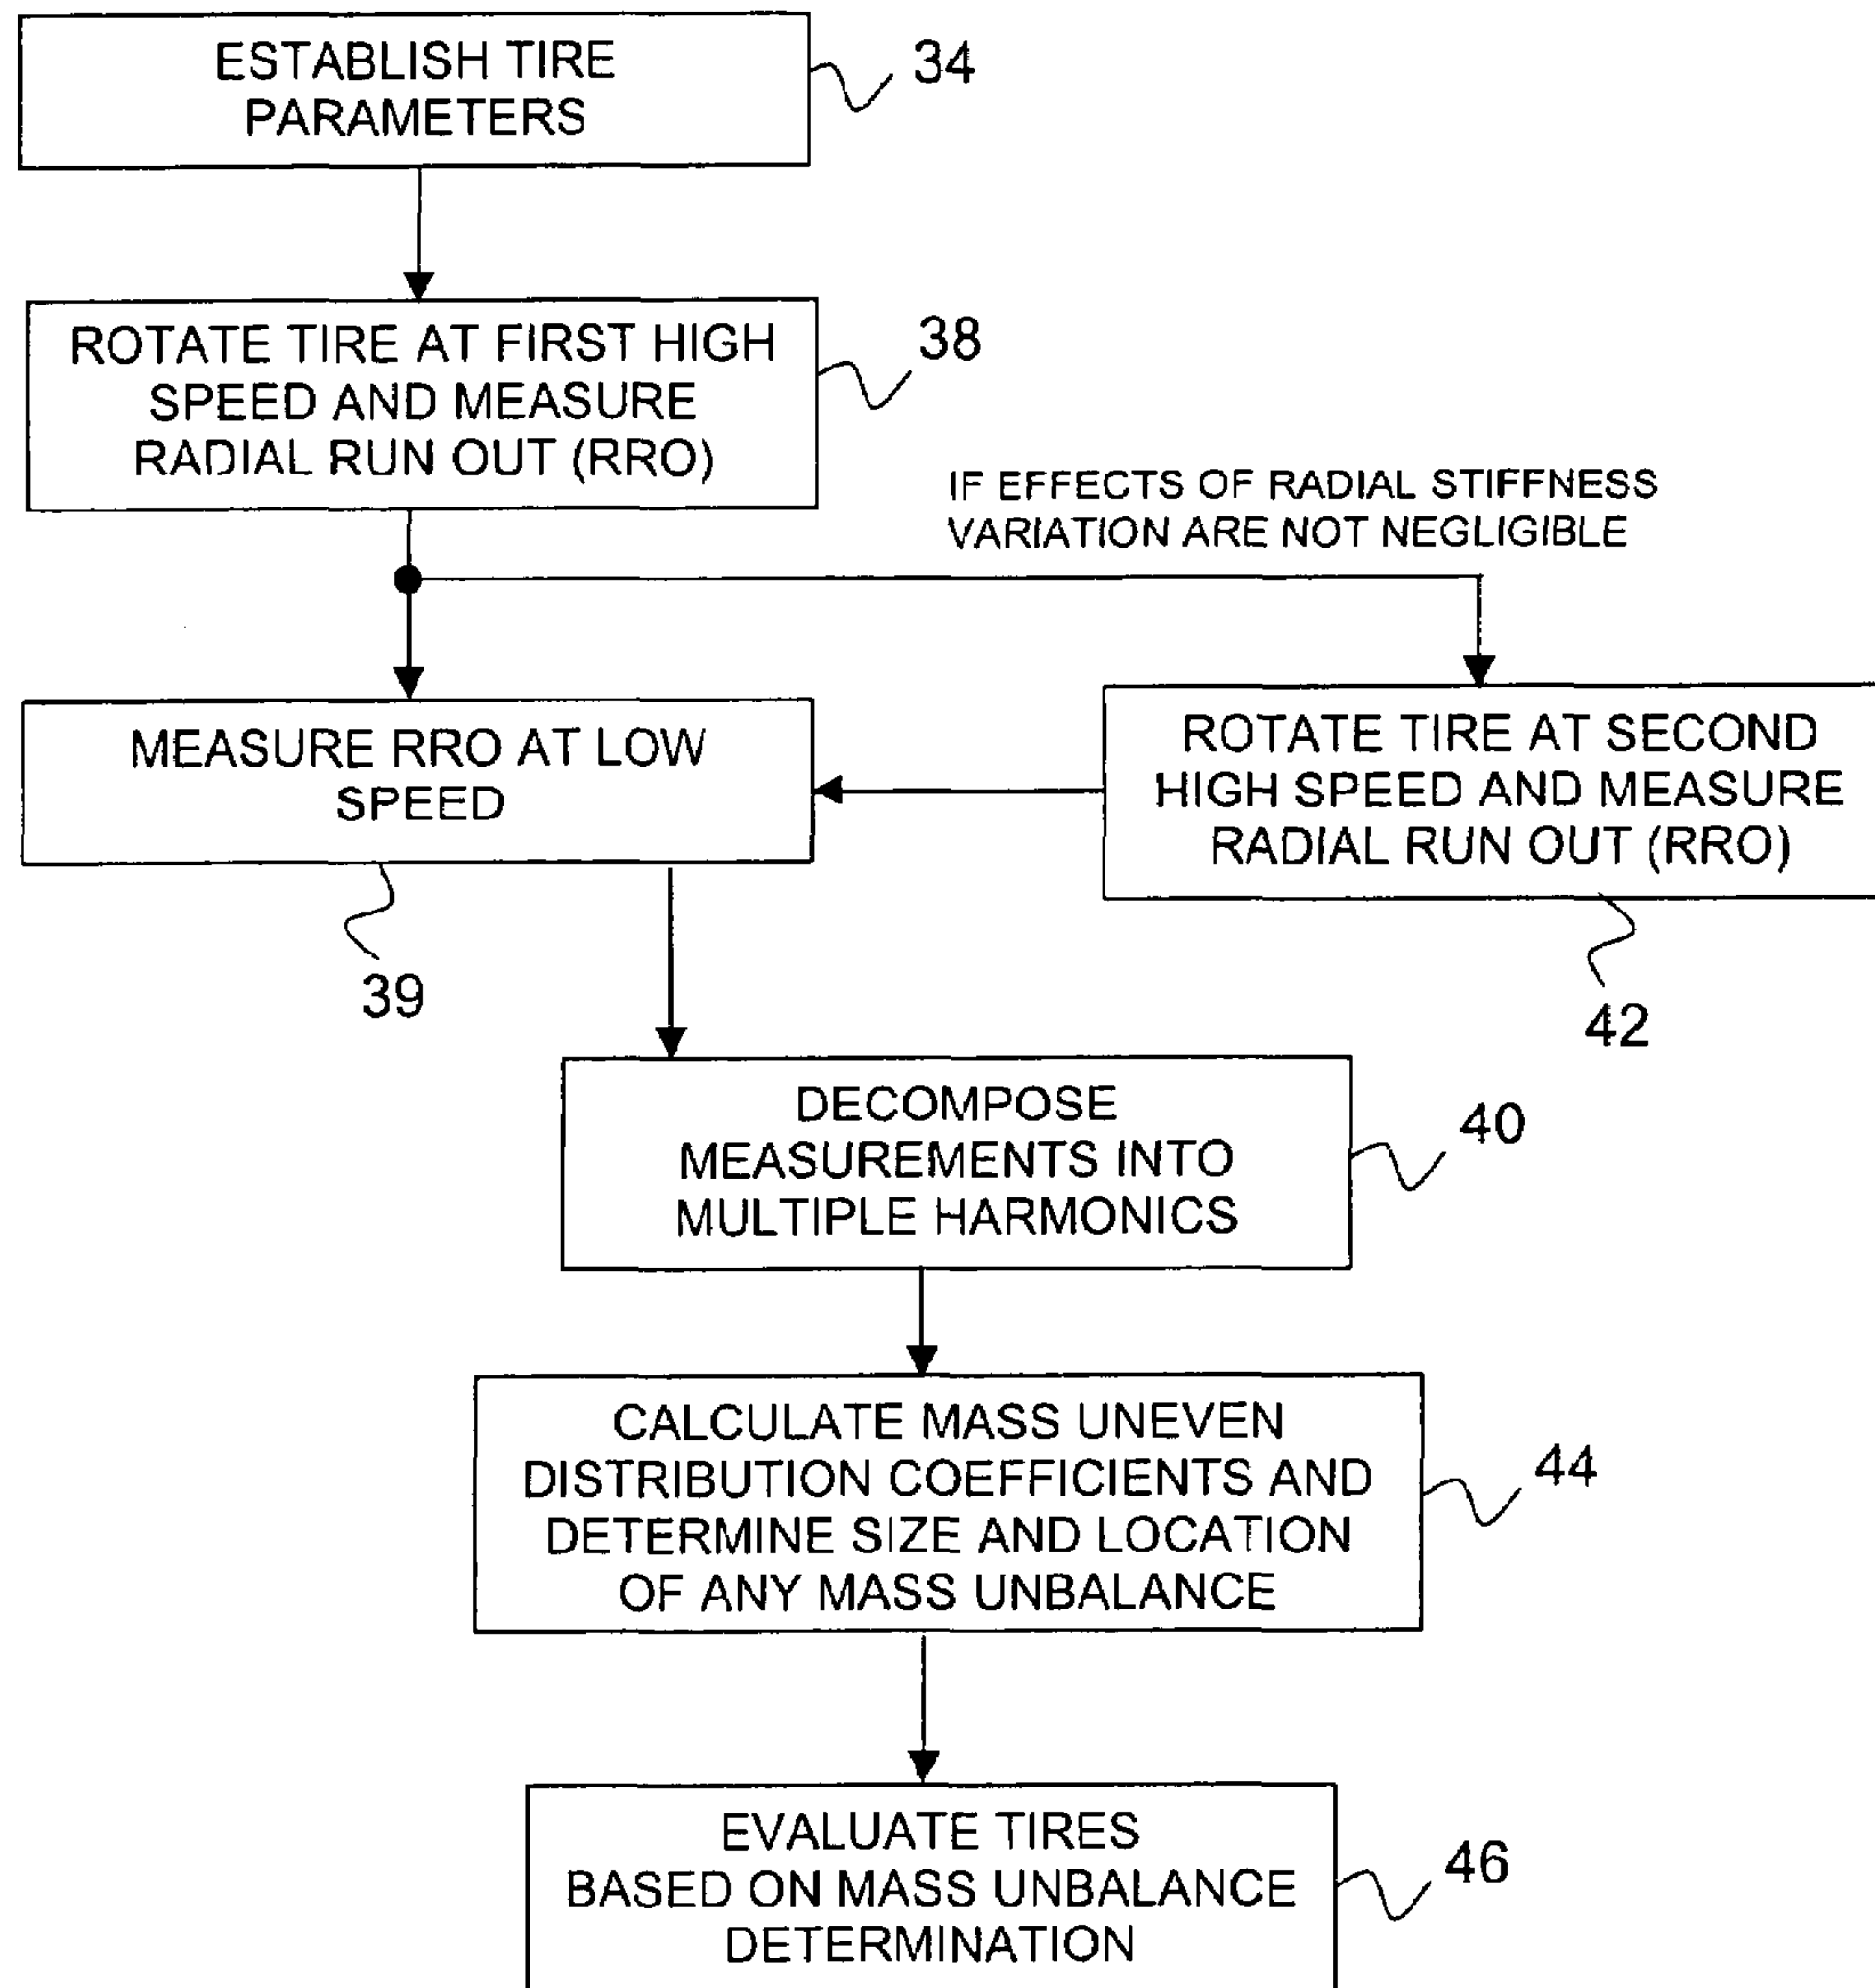 ESTABLISH TIRE
PARAMETERS
34
ROTATE TIRE AT FIRST HIGH
SPEED AND MEASURE
RADIAL RUN OUT (RRO)
38
IF EFFECTS OF RADIAL STIFFNESS
VARIATION ARE NOT NEGLIGIBLE
MEASURE RRO AT LOW
SPEED
39
ROTATE TIRE AT SECOND
HIGH SPEED AND MEASURE
RADIAL RUN OUT (RRO)
42
DECOMPOSE
MEASUREMENTS INTO
MULTIPLE HARMONICS
40
CALCULATE MASS UNEVEN
DISTRIBUTION COEFFICIENTS AND
DETERMINE SIZE AND LOCATION
OF ANY MASS UNBALANCE
44
EVALUATE TIRES
BASED ON MASS UNBALANCE
DETERMINATION
46